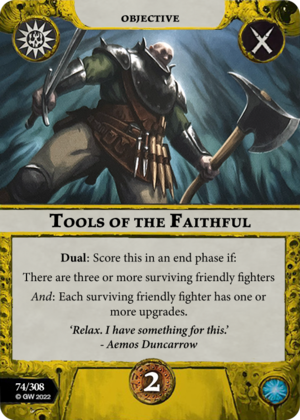 OBJECTIVE
TOOLS OF THE FAITHFUL
Dual: Score this in an end phase if:
There are three or more surviving friendly fighters
And: Each surviving friendly fighter has one or
more upgrades.
'Relax. I have something for this.'
- Aemos Duncarrow
74/308
© GW 2022
2